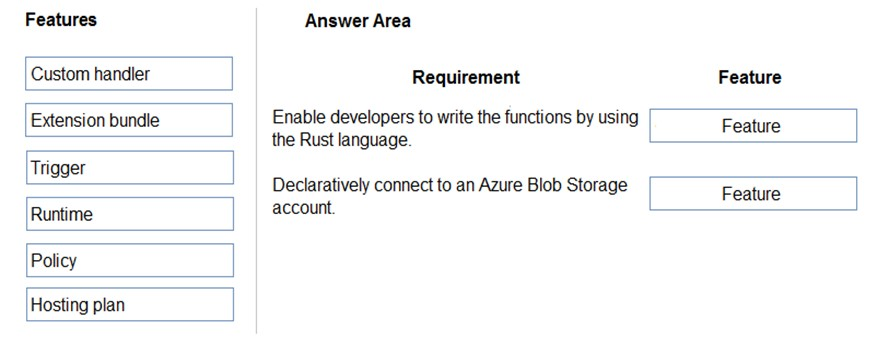 Features
Custom handler
Extension bundle
Trigger
Runtime
Policy
Hosting plan
Answer Area
Requirement Feature
Enable developers to write the functions by using
the Rust language.
Feature
Declaratively connect to an Azure Blob Storage
account.
Feature